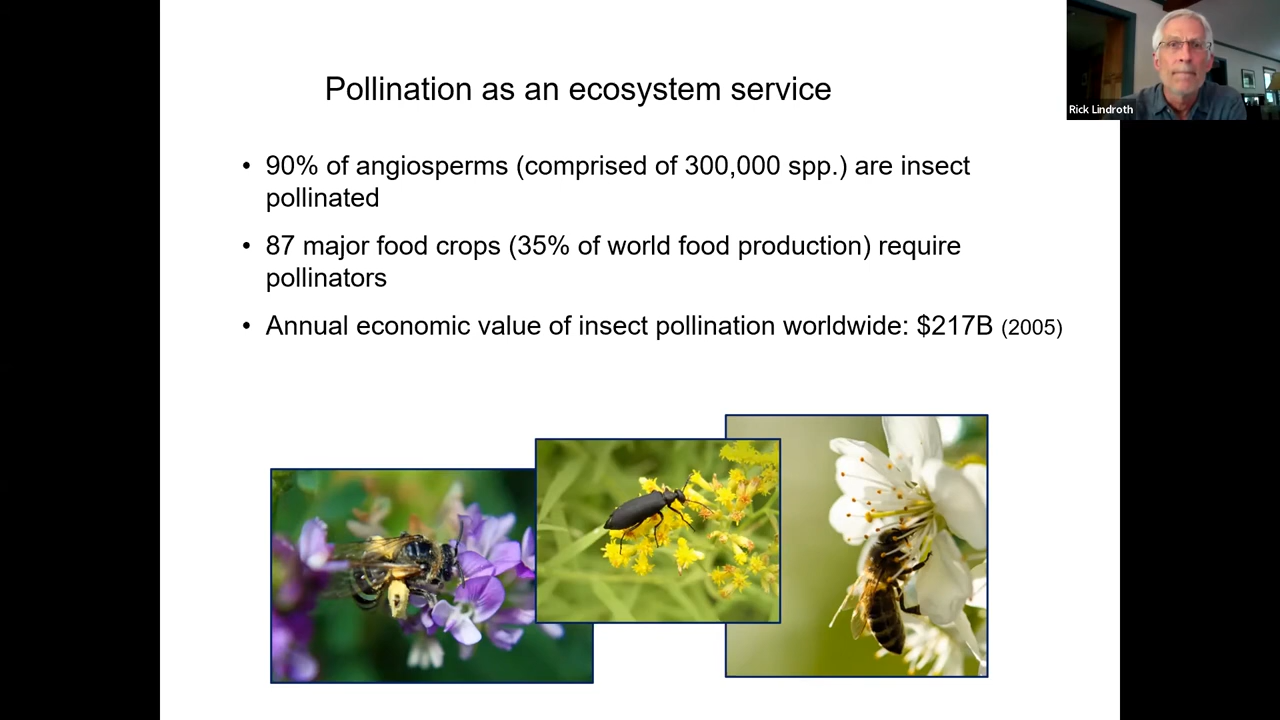 Pollination as an ecosystem service
Rick Lindroth
• 90% of angiosperms (comprised of 300,000 spp.) are insect
pollinated
• 87 major food crops (35% of world food production) require
pollinators
• Annual economic value of insect pollination worldwide: $217B (2005)